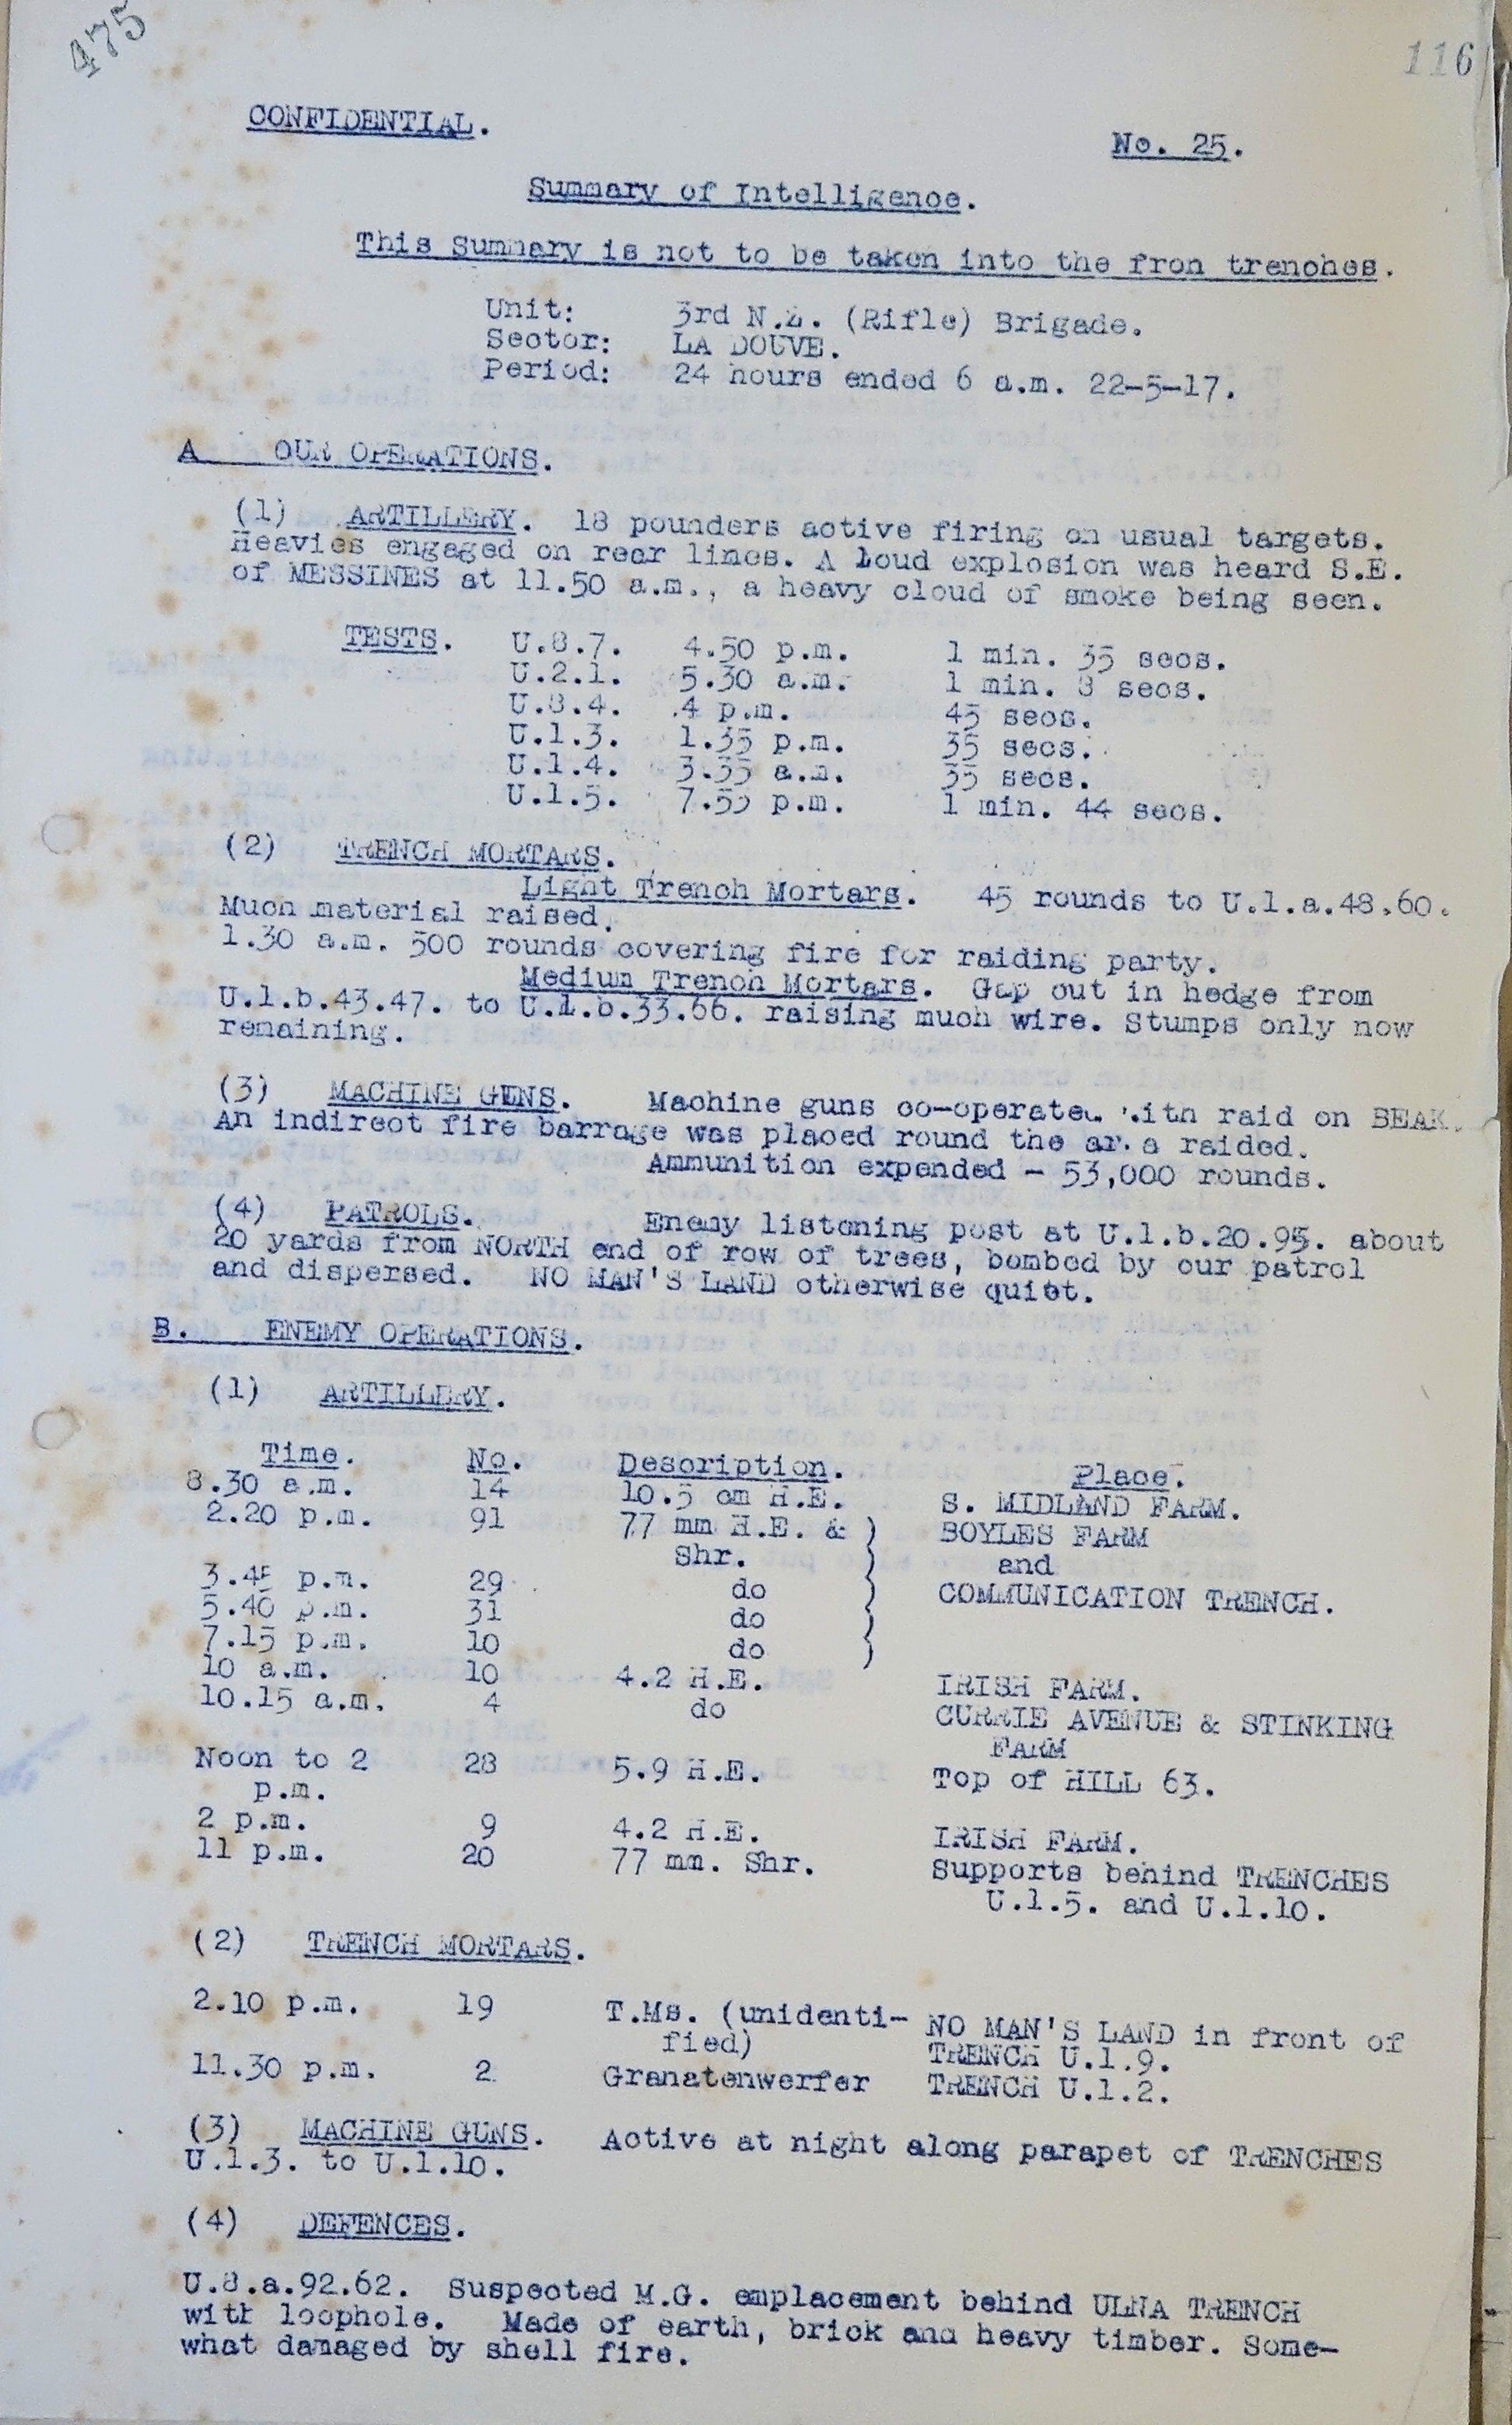 475
116
CONFIDENTIAL.
No. 25.
Summary of Intelligence.
This Summary is not to be taken into the fron trenches.
Unit: 3rd N.Z. (Rifle) Brigade.
Sector: LA DOUVE.
Period: 24 hours ended 6 a.m. 22-5-17.
A OUR OPERATIONS.
(1) ARTILLERY. 18 pounders active firing on usual targets.
Heavies engaged on rear lines. A loud explosion was heard S.E.
of MESSINES at 11.50 a.m., a heavy cloud of smoke being seen.
TESTS. U.8.7. 4.50 p.m. 1 min. 35 secs.
U.2.1. 5.30 a.m. 1 min. 8 secs.
U.8.4. 4 p.m. 45 secs.
U.1.3. 1.35 p.m. 35 secs.
U.1.4. 3.35 a.m. 35 secs.
U.1.5. 7.55 p.m. 1 min. 44 secs.
(2) TRENCH MORTARS.
Light Trench Mortars. 45 rounds to U.1.a.48.60.
Much material raised.
1.30 a.m. 500 rounds covering fire for raiding party.
Medium Trench Mortars. Gap cut in hedge from
U.1.b.43.47. to U.1.b.33.66. raising much wire. Stumps only now
remaining.
(3) MACHINE GUNS. Machine guns co-operated with raid on BEAK.
An indirect fire barrage was placed round the area raided.
Ammunition expended - 53,000 rounds.
(4) PATROLS. Enemy listening post at U.1.b.20.95. about
20 yards from NORTH end of row of trees, bombed by our patrol
and dispersed. NO MAN'S LAND otherwise quiet.
B. ENEMY OPERATIONS.
(1) ARTILLERY.
Time. No. Description. Place.
8.30 a.m. 14 10.5 cm H.E. S. MIDLAND FARM.
2.20 p.m. 91 77 mm H.E. & ) BOYLES FARM
Shr. ) and
3.45 p.m. 29 do ) COMMUNICATION TRENCH.
5.40 p.m. 31 do )
7.15 p.m. 10 do )
10 a.m. 10 4.2 H.E. IRISH FARM.
10.15 a.m. 4 do CURRIE AVENUE & STINKING
FARM
Noon to 2 28 5.9 H.E. Top of HILL 63.
p.m.
2 p.m. 9 4.2 H.E. IRISH FARM.
11 p.m. 20 77 mm. Shr. Supports behind TRENCHES
U.1.5. and U.1.10.
(2) TRENCH MORTARS.
2.10 p.m. 19 T.Ms. (unidenti- NO MAN'S LAND in front of
fied) TRENCH U.1.9.
11.30 p.m. 2 Granatenwerfer TRENCH U.1.2.
(3) MACHINE GUNS. Active at night along parapet of TRENCHES
U.1.3. to U.1.10.
(4) DEFENCES.
U.8.a.92.62. Suspected M.G. emplacement behind ULNA TRENCH
with loophole. Made of earth, brick and heavy timber. Some-
what damaged by shell fire.